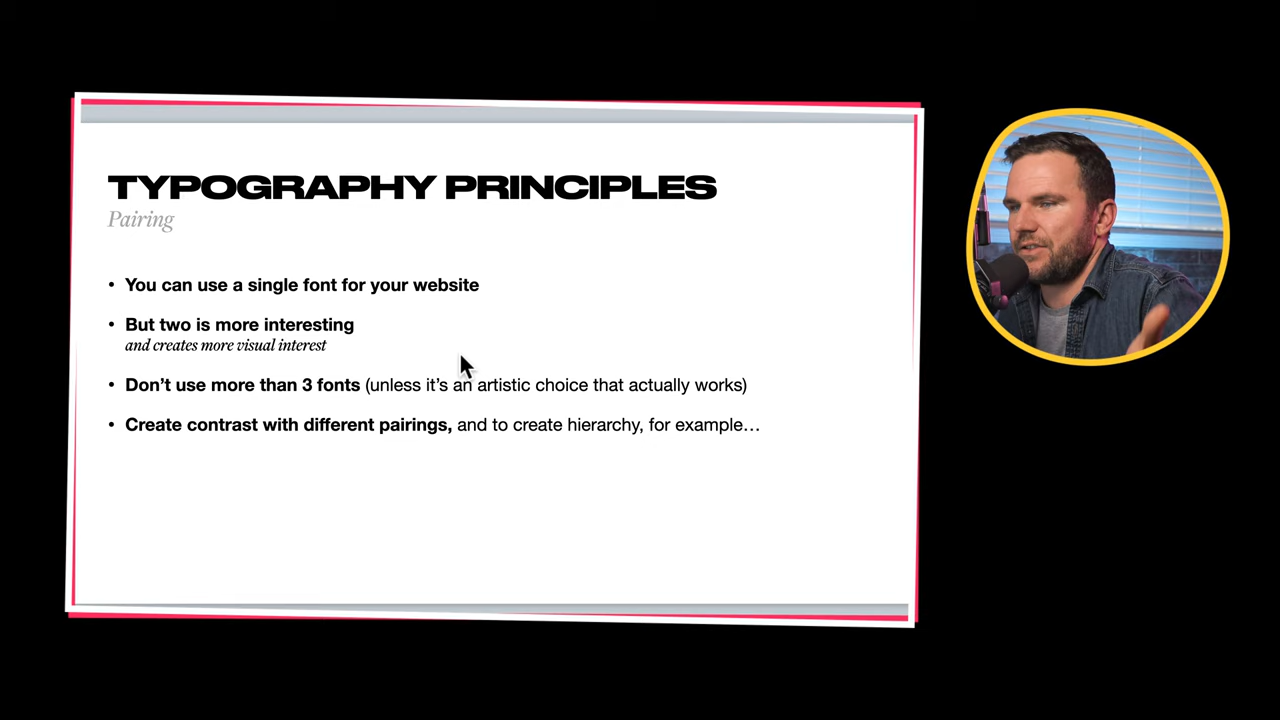 TYPOGRAPHY PRINCIPLES
Pairing
• You can use a single font for your website
• But two is more interesting
and creates more visual interest
• Don’t use more than 3 fonts (unless it’s an artistic choice that actually works)
• Create contrast with different pairings, and to create hierarchy, for example…